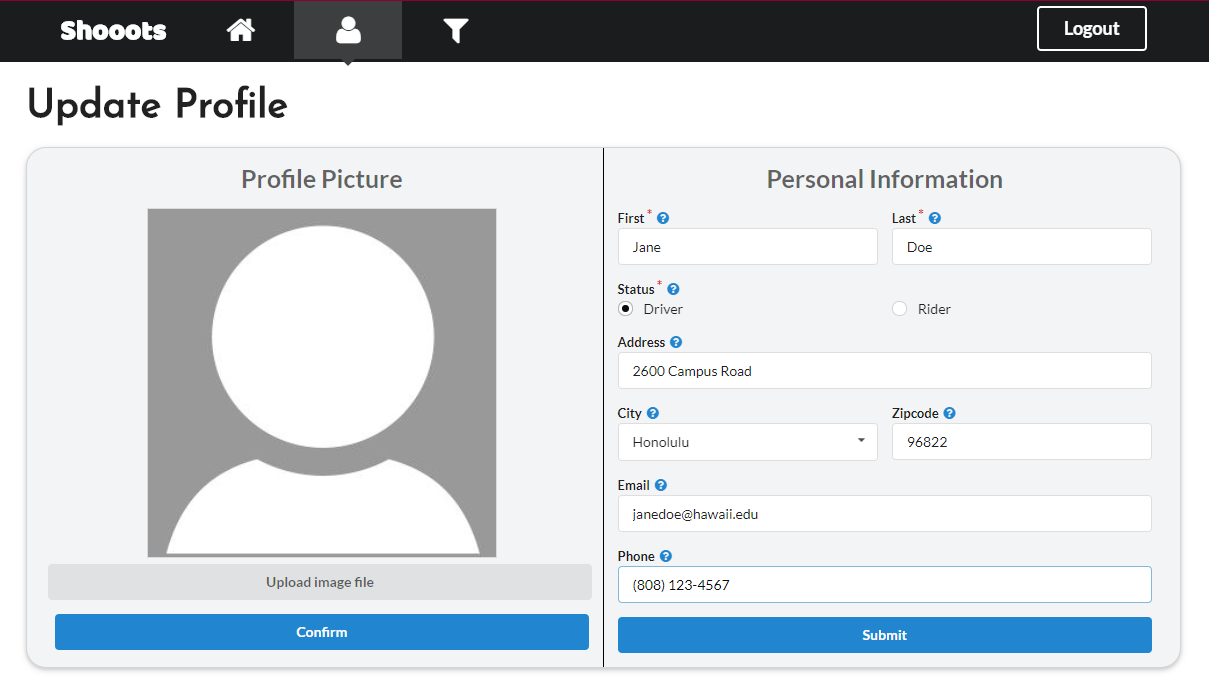 Shooots
Logout
Update Profile
Profile Picture
Upload image file
Confirm
Personal Information
First * ?
Last * ?
Jane
Doe
Status * ?
Driver
Rider
Address ?
2600 Campus Road
City ?
Zipcode ?
Honolulu
96822
Email ?
janedoe@hawaii.edu
Phone ?
(808) 123-4567
Submit